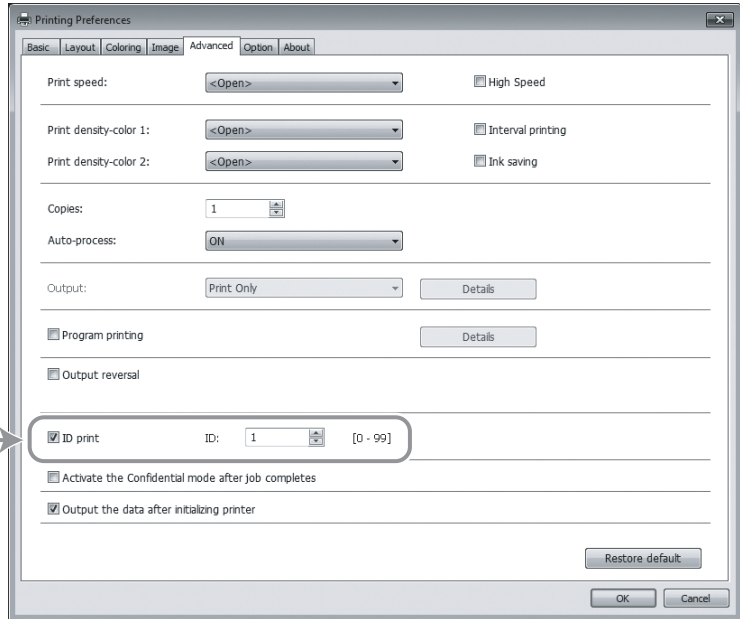 Printing Preferences
Basic Layout Coloring Image Advanced Option About
Print speed: <Open> High Speed
Print density-color 1: <Open> Interval printing
Print density-color 2: <Open> Ink saving
Copies: 1
Auto-process: ON
Output: Print Only Details
Program printing Details
Output reversal
ID print ID: 1 [0 - 99]
Activate the Confidential mode after job completes
Output the data after initializing printer
Restore default
OK Cancel